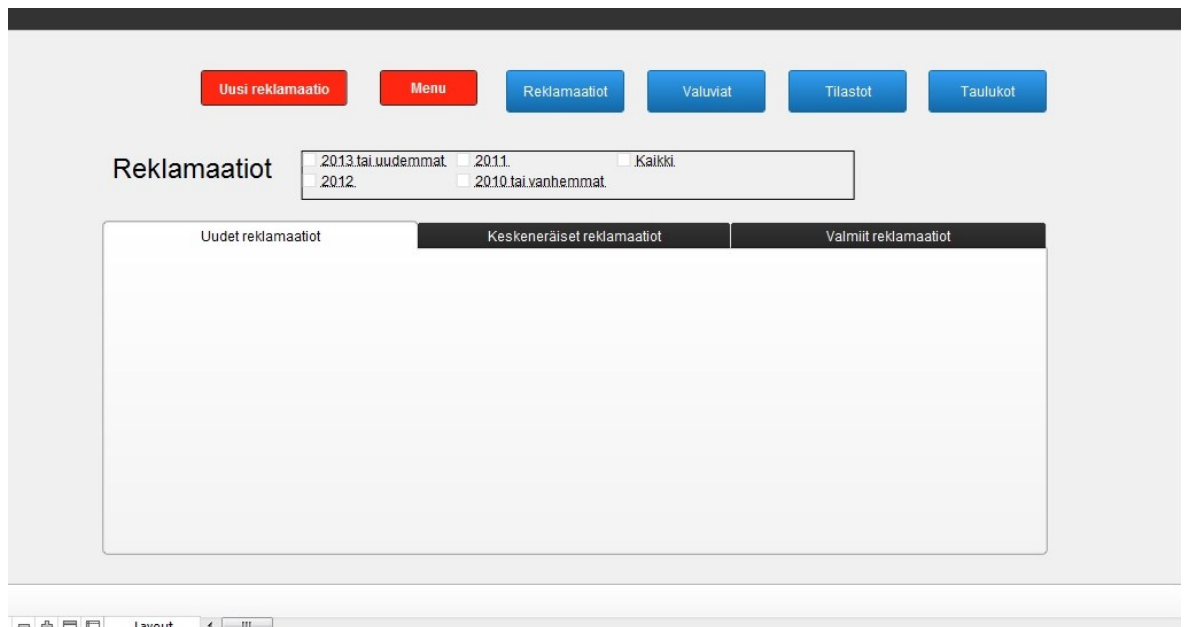 Uusi reklamaatio Menu Reklamaatiot Valuviat Tilastot Taulukot
Reklamaatiot
2013 tai uudemmat 2011 Kaikki
2012 2010 tai vanhemmat
Uudet reklamaatiot Keskeneräiset reklamaatiot Valmiit reklamaatiot
Layout